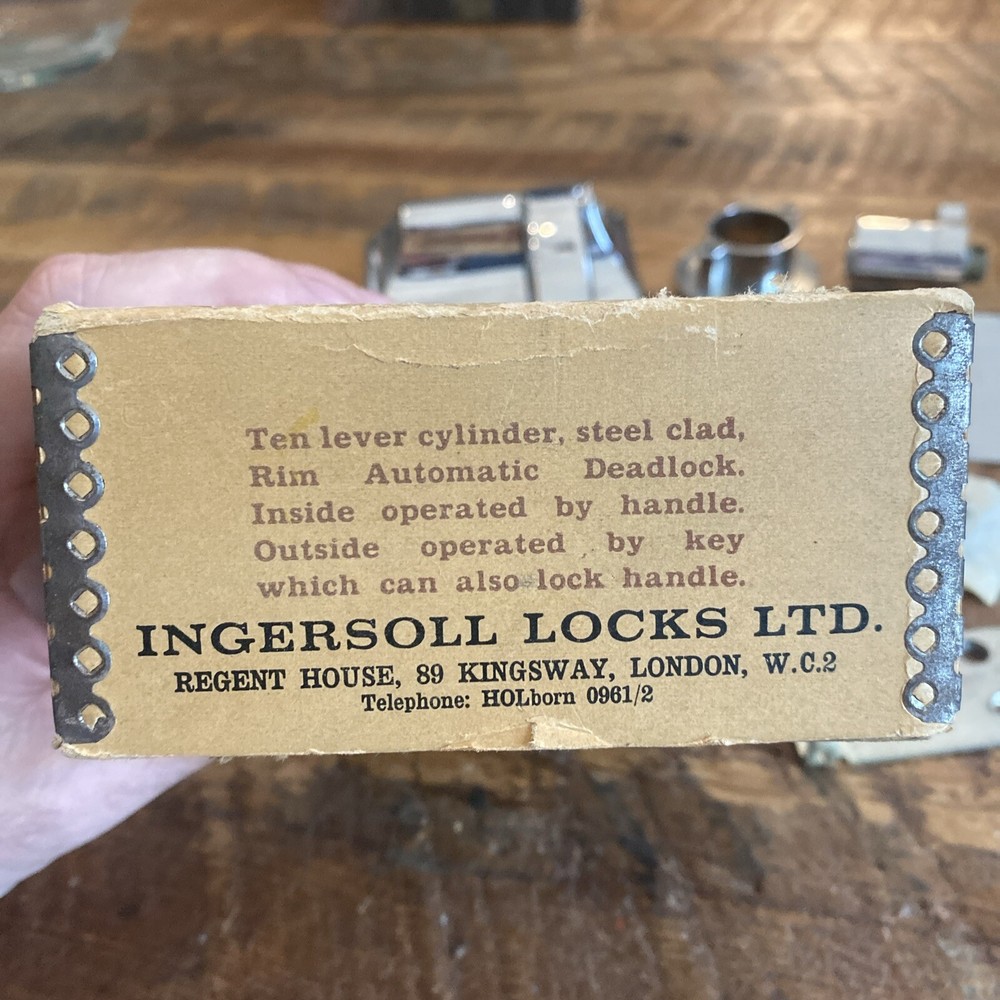 Ten lever cylinder, steel clad,
Rim Automatic Deadlock.
Inside operated by handle.
Outside operated by key
which can also lock handle.
INGERSOLL LOCKS LTD.
REGENT HOUSE, 89 KINGSWAY, LONDON, W.C.2
Telephone: HOLborn 0961/2